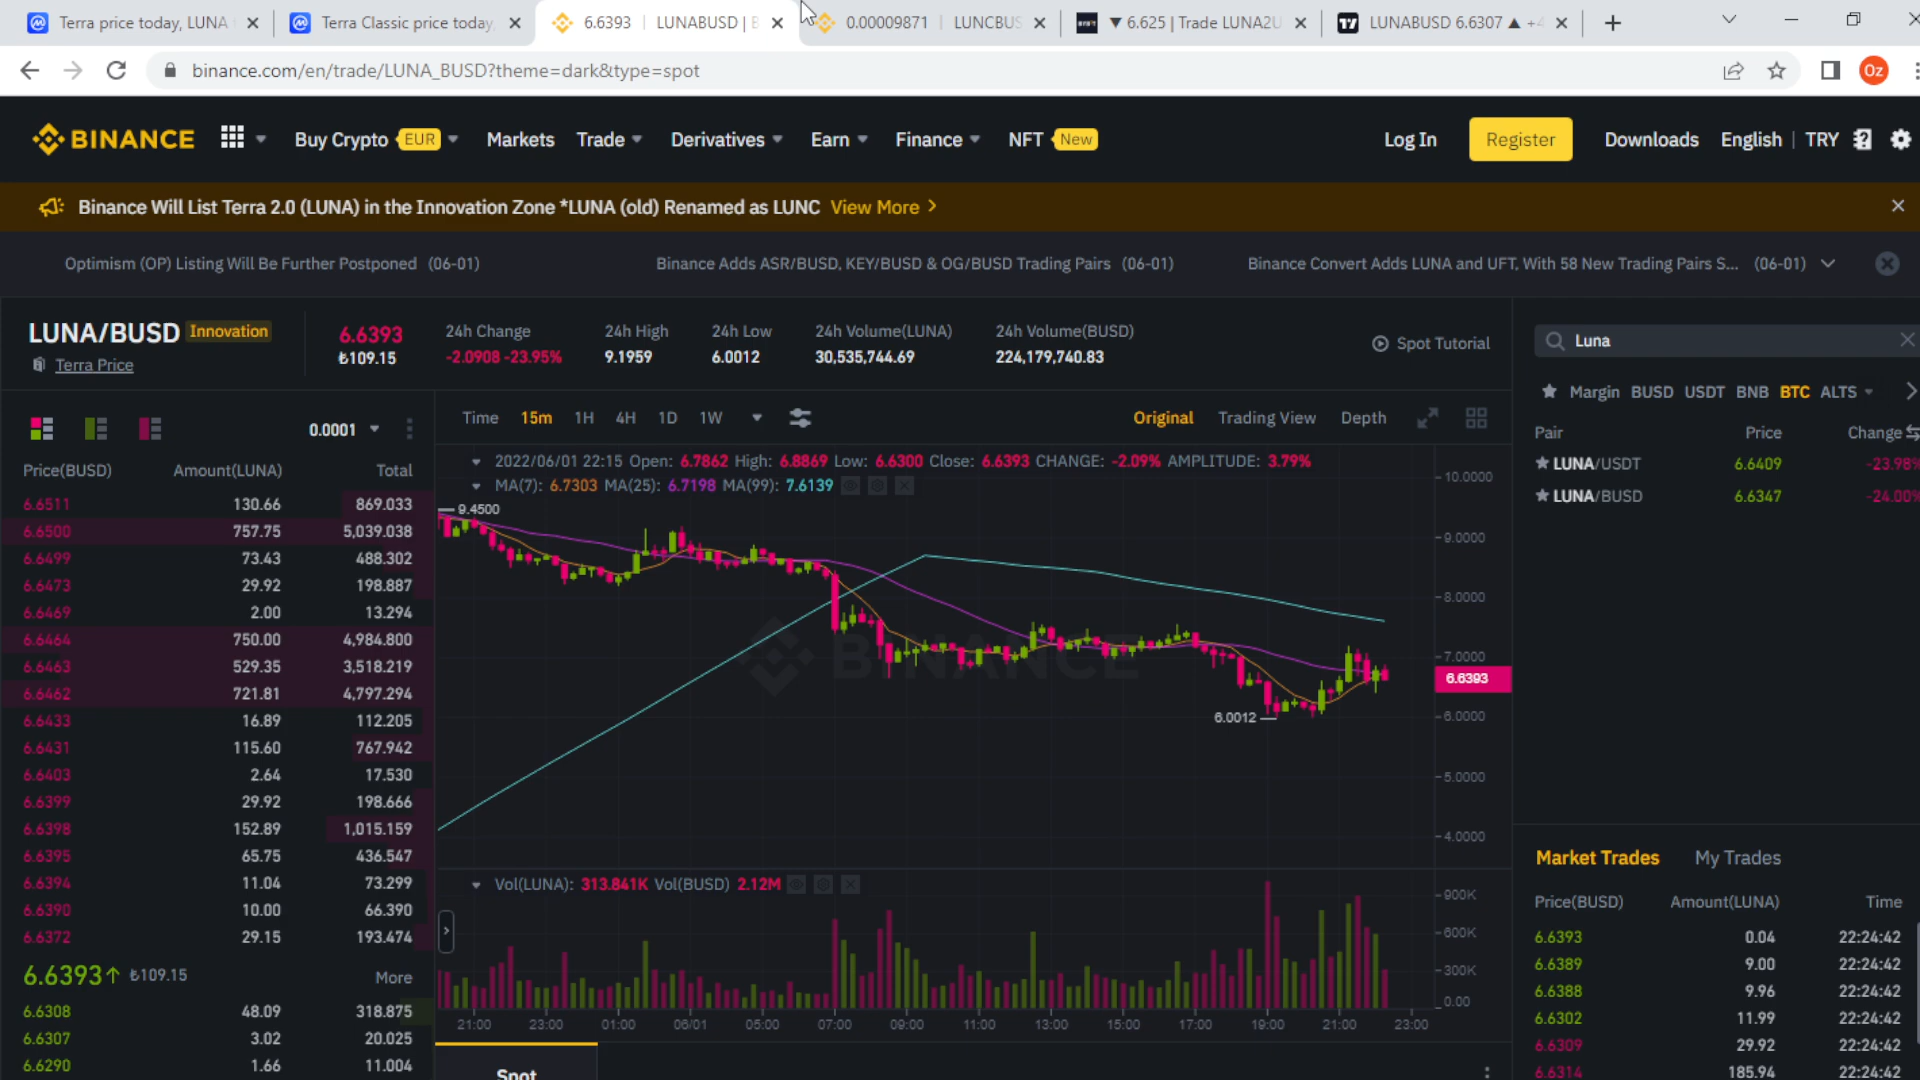 Terra price today, LUNA
Terra Classic price today,
6.6393 | LUNABUSD | B
0.00009871 | LUNCBUS
▼ 6.625 | Trade LUNA2U
LUNABUSD 6.6307 ▲ +4
binance.com/en/trade/LUNA_BUSD?theme=dark&type=spot
Oz
BINANCE
Buy Crypto EUR
Markets
Trade
Derivatives
Earn
Finance
NFT New
Log In
Register
Downloads
English | TRY
Binance Will List Terra 2.0 (LUNA) in the Innovation Zone *LUNA (old) Renamed as LUNC View More
Optimism (OP) Listing Will Be Further Postponed (06-01)
Binance Adds ASR/BUSD, KEY/BUSD & OG/BUSD Trading Pairs (06-01)
Binance Convert Adds LUNA and UFT, With 58 New Trading Pairs S... (06-01)
LUNA/BUSD Innovation
Terra Price
6.6393
₺109.15
24h Change
-2.0908 -23.95%
24h High
9.1959
24h Low
6.0012
24h Volume(LUNA)
30,535,744.69
24h Volume(BUSD)
224,179,740.83
Spot Tutorial
0.0001
Price(BUSD) Amount(LUNA) Total
6.6511 130.66 869.033
6.6500 757.75 5,039.038
6.6499 73.43 488.302
6.6473 29.92 198.887
6.6469 2.00 13.294
6.6464 750.00 4,984.800
6.6463 529.35 3,518.219
6.6462 721.81 4,797.294
6.6433 16.89 112.205
6.6431 115.60 767.942
6.6403 2.64 17.530
6.6399 29.92 198.666
6.6398 152.89 1,015.159
6.6395 65.75 436.547
6.6394 11.04 73.299
6.6390 10.00 66.390
6.6372 29.15 193.474
6.6393↑ ₺109.15 More
6.6308 48.09 318.875
6.6307 3.02 20.025
6.6290 1.66 11.004
Time 15m 1H 4H 1D 1W
Original Trading View Depth
2022/06/01 22:15 Open: 6.7862 High: 6.8869 Low: 6.6300 Close: 6.6393 CHANGE: -2.09% AMPLITUDE: 3.79%
MA(7): 6.7303 MA(25): 6.7198 MA(99): 7.6139
9.4500
6.0012
BINANCE
10.0000
9.0000
8.0000
7.0000
6.6393
6.0000
5.0000
4.0000
Vol(LUNA): 313.841K Vol(BUSD) 2.12M
900K
600K
300K
0.00
21:00 23:00 01:00 06/01 05:00 07:00 09:00 11:00 13:00 15:00 17:00 19:00 21:00 23:00
Spot
Luna
Margin BUSD USDT BNB BTC ALTS
Pair Price Change
LUNA/USDT 6.6409 -23.98%
LUNA/BUSD 6.6347 -24.00%
Market Trades My Trades
Price(BUSD) Amount(LUNA) Time
6.6393 0.04 22:24:42
6.6389 9.00 22:24:42
6.6388 9.96 22:24:42
6.6302 11.99 22:24:42
6.6309 29.92 22:24:42
6.6314 185.94 22:24:42